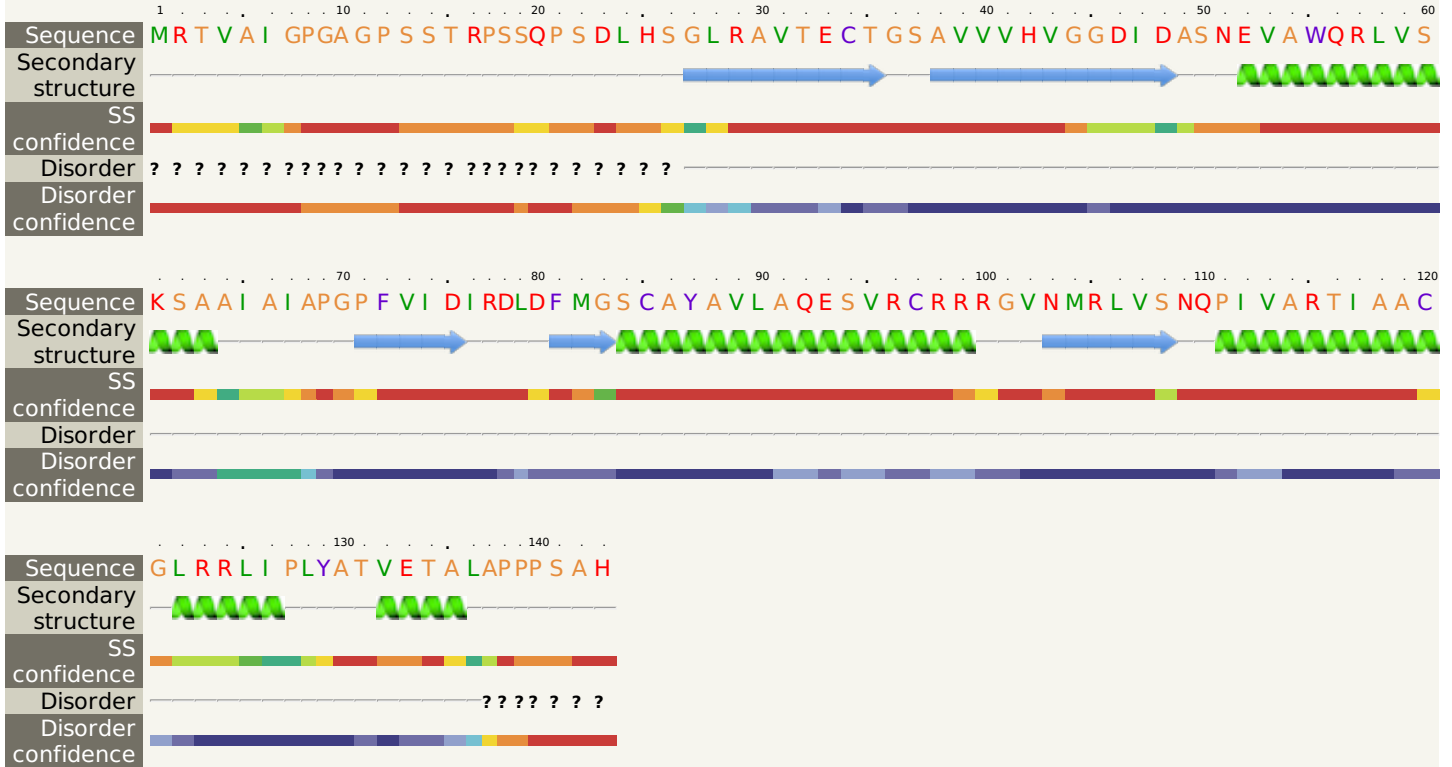 1 10 20 30 40 50 60
Sequence MRTVAIGPGAGPSSTRPSSQPSDLHSGLRAVTECTGSAVVVHVGGDIDASNEVAWQRLVS
Secondary
structure
SS
confidence
Disorder ? ? ? ? ? ? ? ? ? ? ? ? ? ? ? ? ? ? ? ? ? ? ? ? ? ?
Disorder
confidence
70 80 90 100 110 120
Sequence KSAAIAIAPGPFVIDIRDLDFMGSCAYAVLAQESVRCRRRGVNMRLVSNQPIVARTIAAC
Secondary
structure
SS
confidence
Disorder
Disorder
confidence
130 140
Sequence GLRRLIPLYATVETALAPPPSAH
Secondary
structure
SS
confidence
Disorder ? ? ? ? ? ? ?
Disorder
confidence